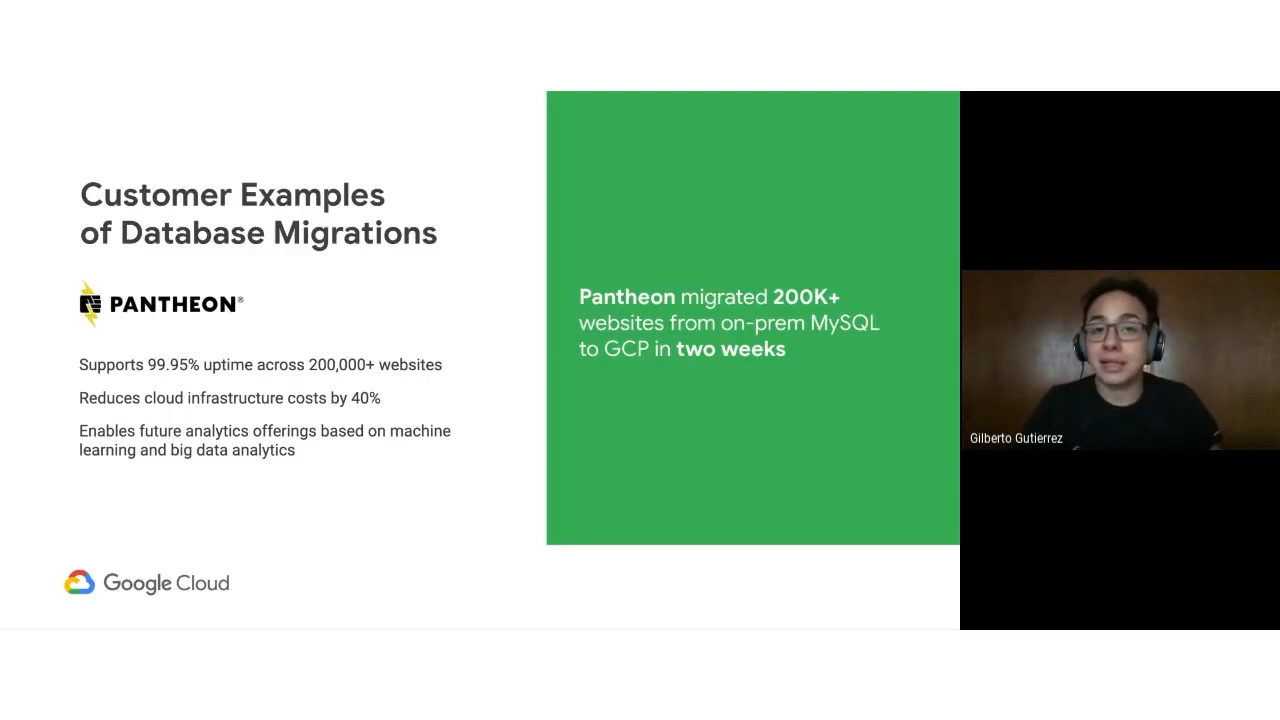 Customer Examples
of Database Migrations
PANTHEON®
Supports 99.95% uptime across 200,000+ websites
Reduces cloud infrastructure costs by 40%
Enables future analytics offerings based on machine
learning and big data analytics
Google Cloud
Pantheon migrated 200K+
websites from on-prem MySQL
to GCP in two weeks
Gilberto Gutierrez